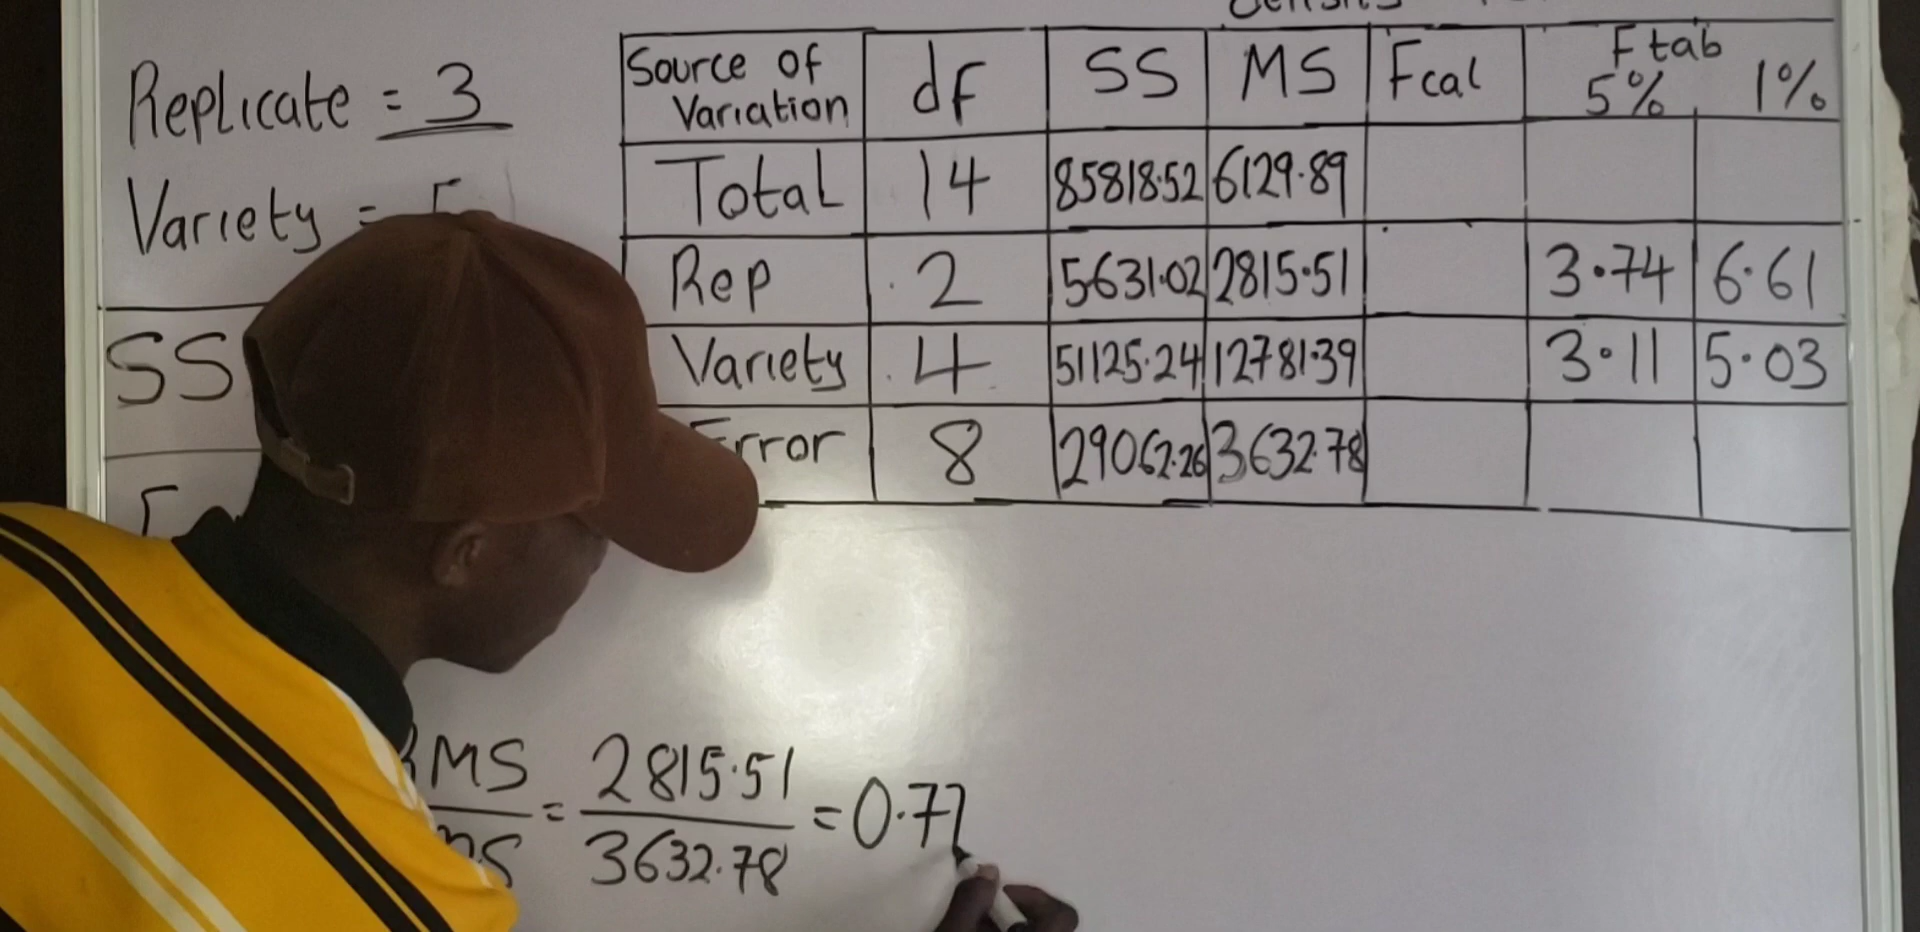 Replicate = 3
Variety = 5
SS
Source of Variation df SS MS Fcal Ftab 5% 1%
Total 14 85818.52 6129.89
Rep 2 5631.02 2815.51 3.74 6.61
Variety 4 51125.24 12781.39 3.11 5.03
Error 8 29062.26 3632.78
MS = 2815.51 = 0.77
3632.78